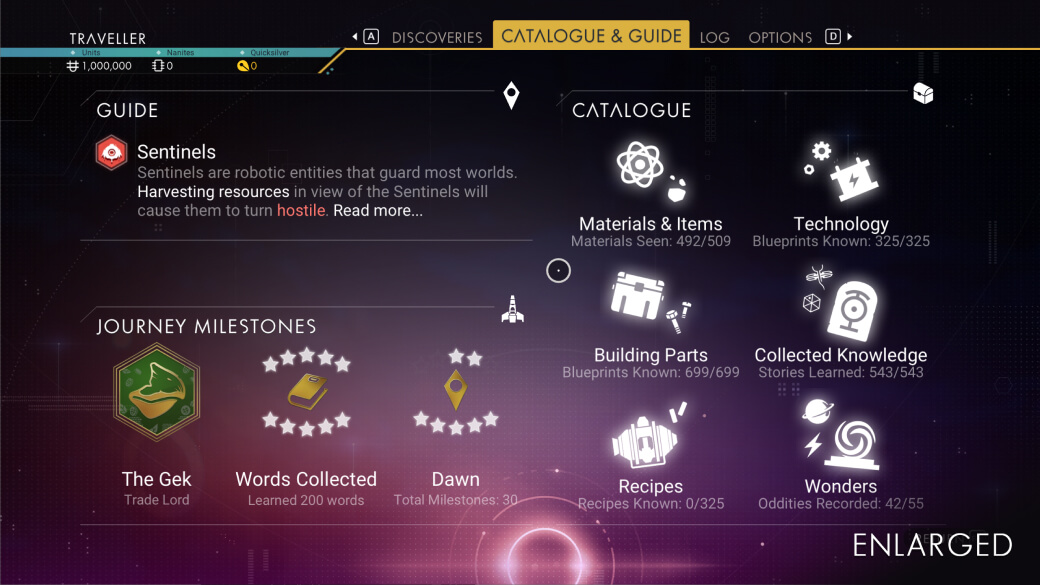 TRAVELLER
Units Nanites Quicksilver
1,000,000 0 0
A DISCOVERIES CATALOGUE & GUIDE LOG OPTIONS D
GUIDE
Sentinels
Sentinels are robotic entities that guard most worlds.
Harvesting resources in view of the Sentinels will
cause them to turn hostile. Read more...
JOURNEY MILESTONES
The Gek
Trade Lord
Words Collected
Learned 200 words
Dawn
Total Milestones: 30
CATALOGUE
Materials & Items
Materials Seen: 492/509
Technology
Blueprints Known: 325/325
Building Parts
Blueprints Known: 699/699
Collected Knowledge
Stories Learned: 543/543
Recipes
Recipes Known: 0/325
Wonders
Oddities Recorded: 42/55
ENLARGED